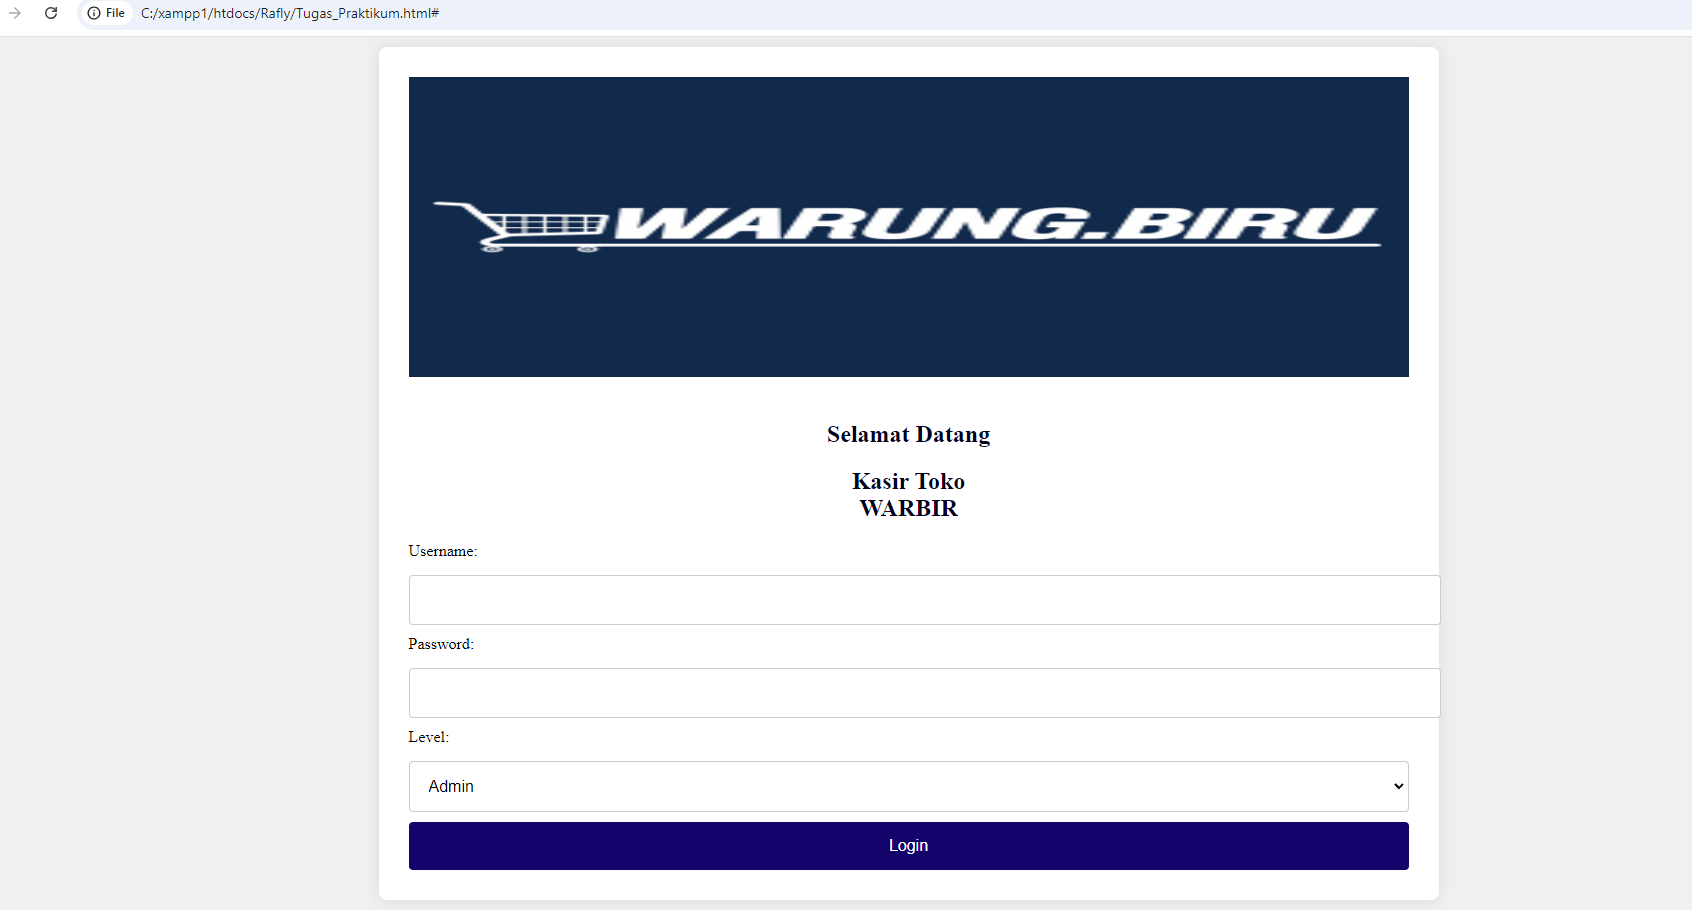 File C:/xampp1/htdocs/Rafly/Tugas_Praktikum.html#
WARUNG.BIRU
Selamat Datang
Kasir Toko
WARBIR
Username:
Password:
Level:
Admin
Login